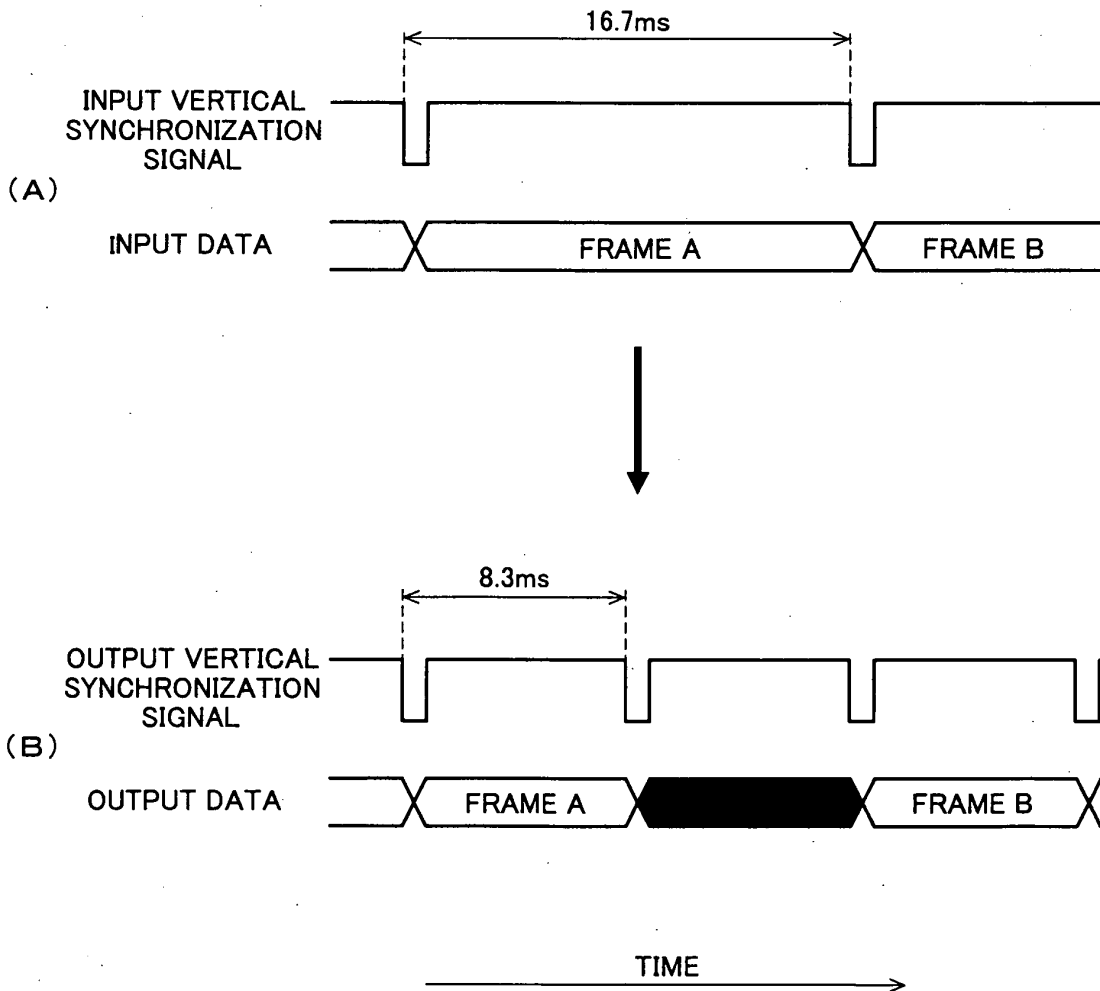 16.7ms
INPUT VERTICAL
SYNCHRONIZATION
SIGNAL
(A)
INPUT DATA
FRAME A
FRAME B
8.3ms
OUTPUT VERTICAL
SYNCHRONIZATION
SIGNAL
(B)
OUTPUT DATA
FRAME A
FRAME B
TIME